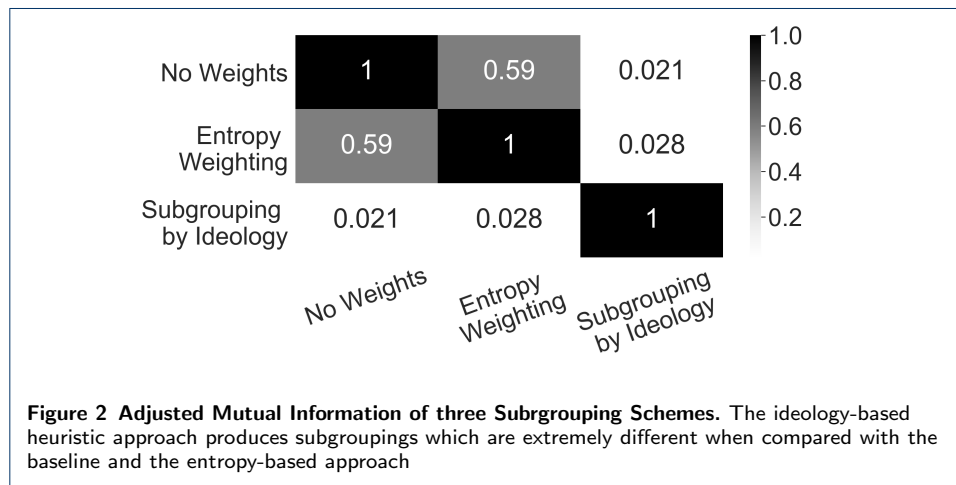 No Weights 1 0.59 0.021
Entropy
Weighting 0.59 1 0.028
Subgrouping
by Ideology 0.021 0.028 1
1.0
0.8
0.6
0.4
0.2
No Weights
Entropy
Weighting
Subgrouping
by Ideology
Figure 2 Adjusted Mutual Information of three Subrgrouping Schemes. The ideology-based
heuristic approach produces subgroupings which are extremely different when compared with the
baseline and the entropy-based approach